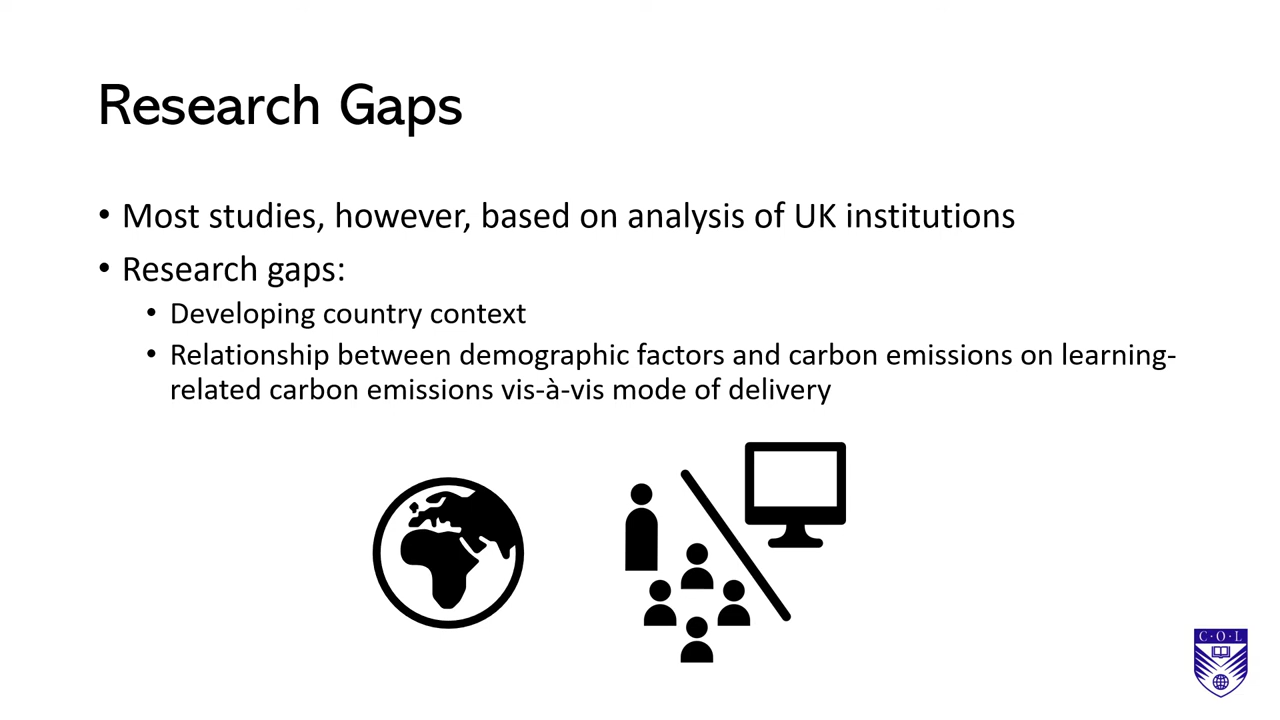 Research Gaps
• Most studies, however, based on analysis of UK institutions
• Research gaps:
• Developing country context
• Relationship between demographic factors and carbon emissions on learning-
related carbon emissions vis-à-vis mode of delivery
C·O·L